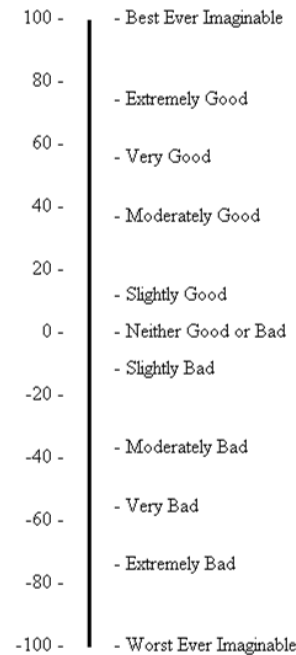 100 - - Best Ever Imaginable
80 -
- Extremely Good
60 -
- Very Good
40 -
- Moderately Good
20 -
- Slightly Good
0 - - Neither Good or Bad
- Slightly Bad
-20 -
- Moderately Bad
-40 -
- Very Bad
-60 -
- Extremely Bad
-80 -
-100 - - Worst Ever Imaginable